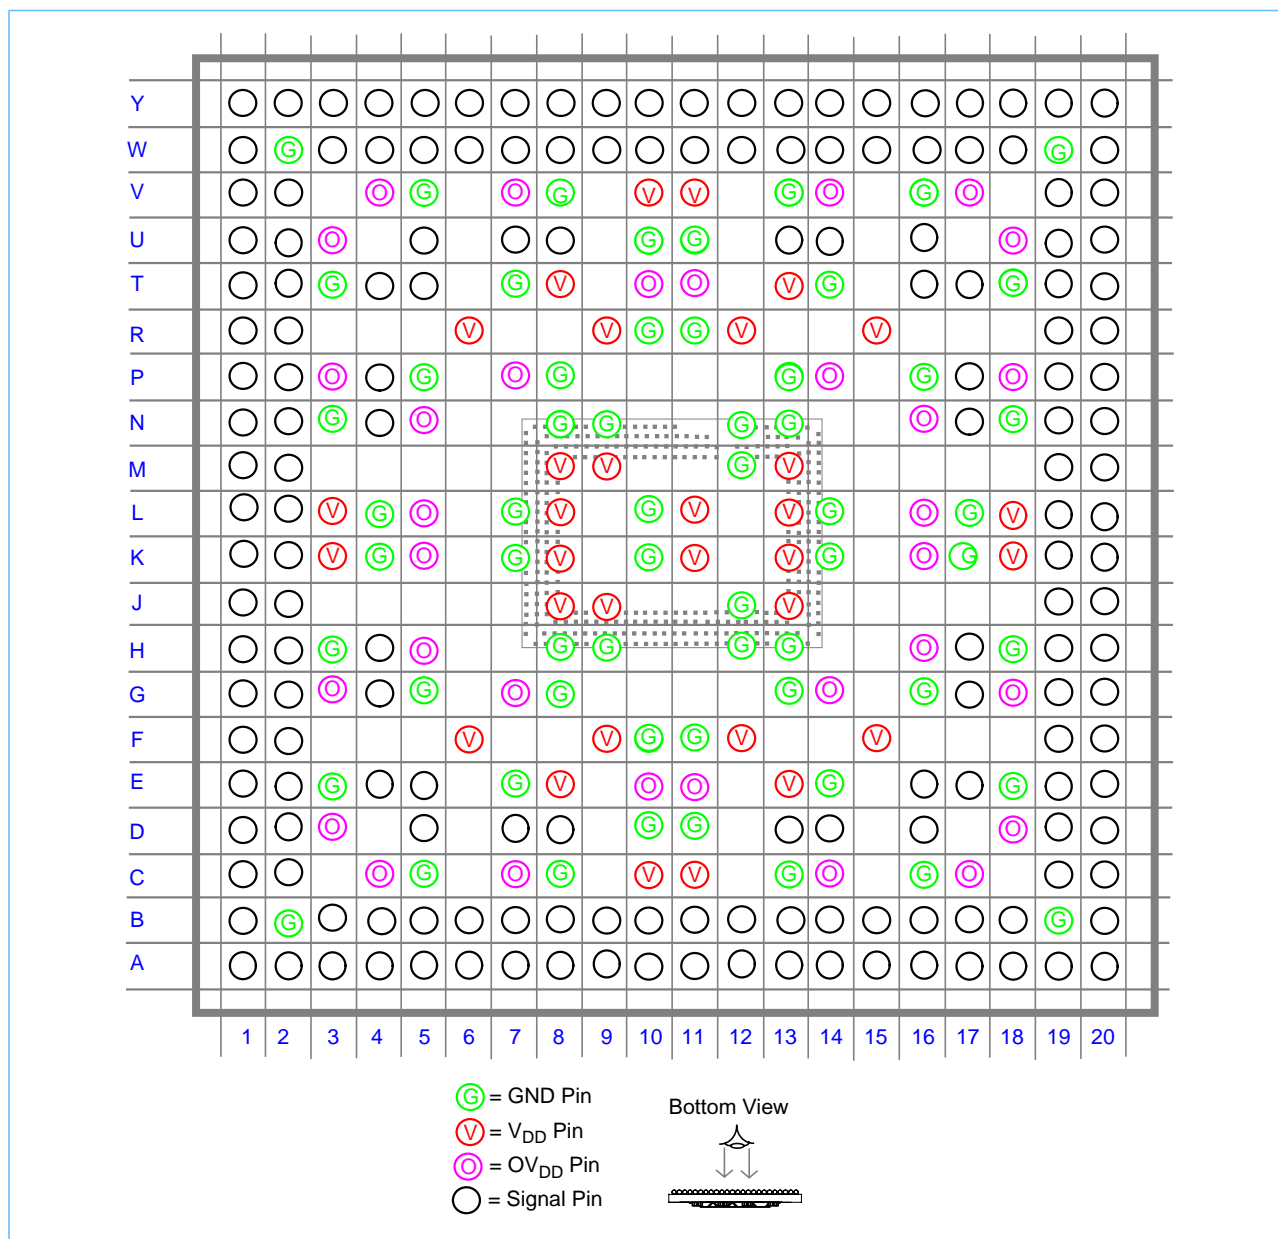 Y
W G G
V O G O G V V G O G O
U O G G O
T G G V O O V G G
R V V G G V V
P O G O G G O G O
N G O G G G G O G
M V V G V
L V G O G V G V V G O G V
K V G O G V G V V G O G V
J V V G V
H G O G G G G O G
G O G O G G O G O
F V V G G V V
E G G V O O V G G
D O G G O
C O G O G V V G O G O
B G G
A
1 2 3 4 5 6 7 8 9 10 11 12 13 14 15 16 17 18 19 20
G = GND Pin
V = VDD Pin
O = OVDD Pin
= Signal Pin
Bottom View